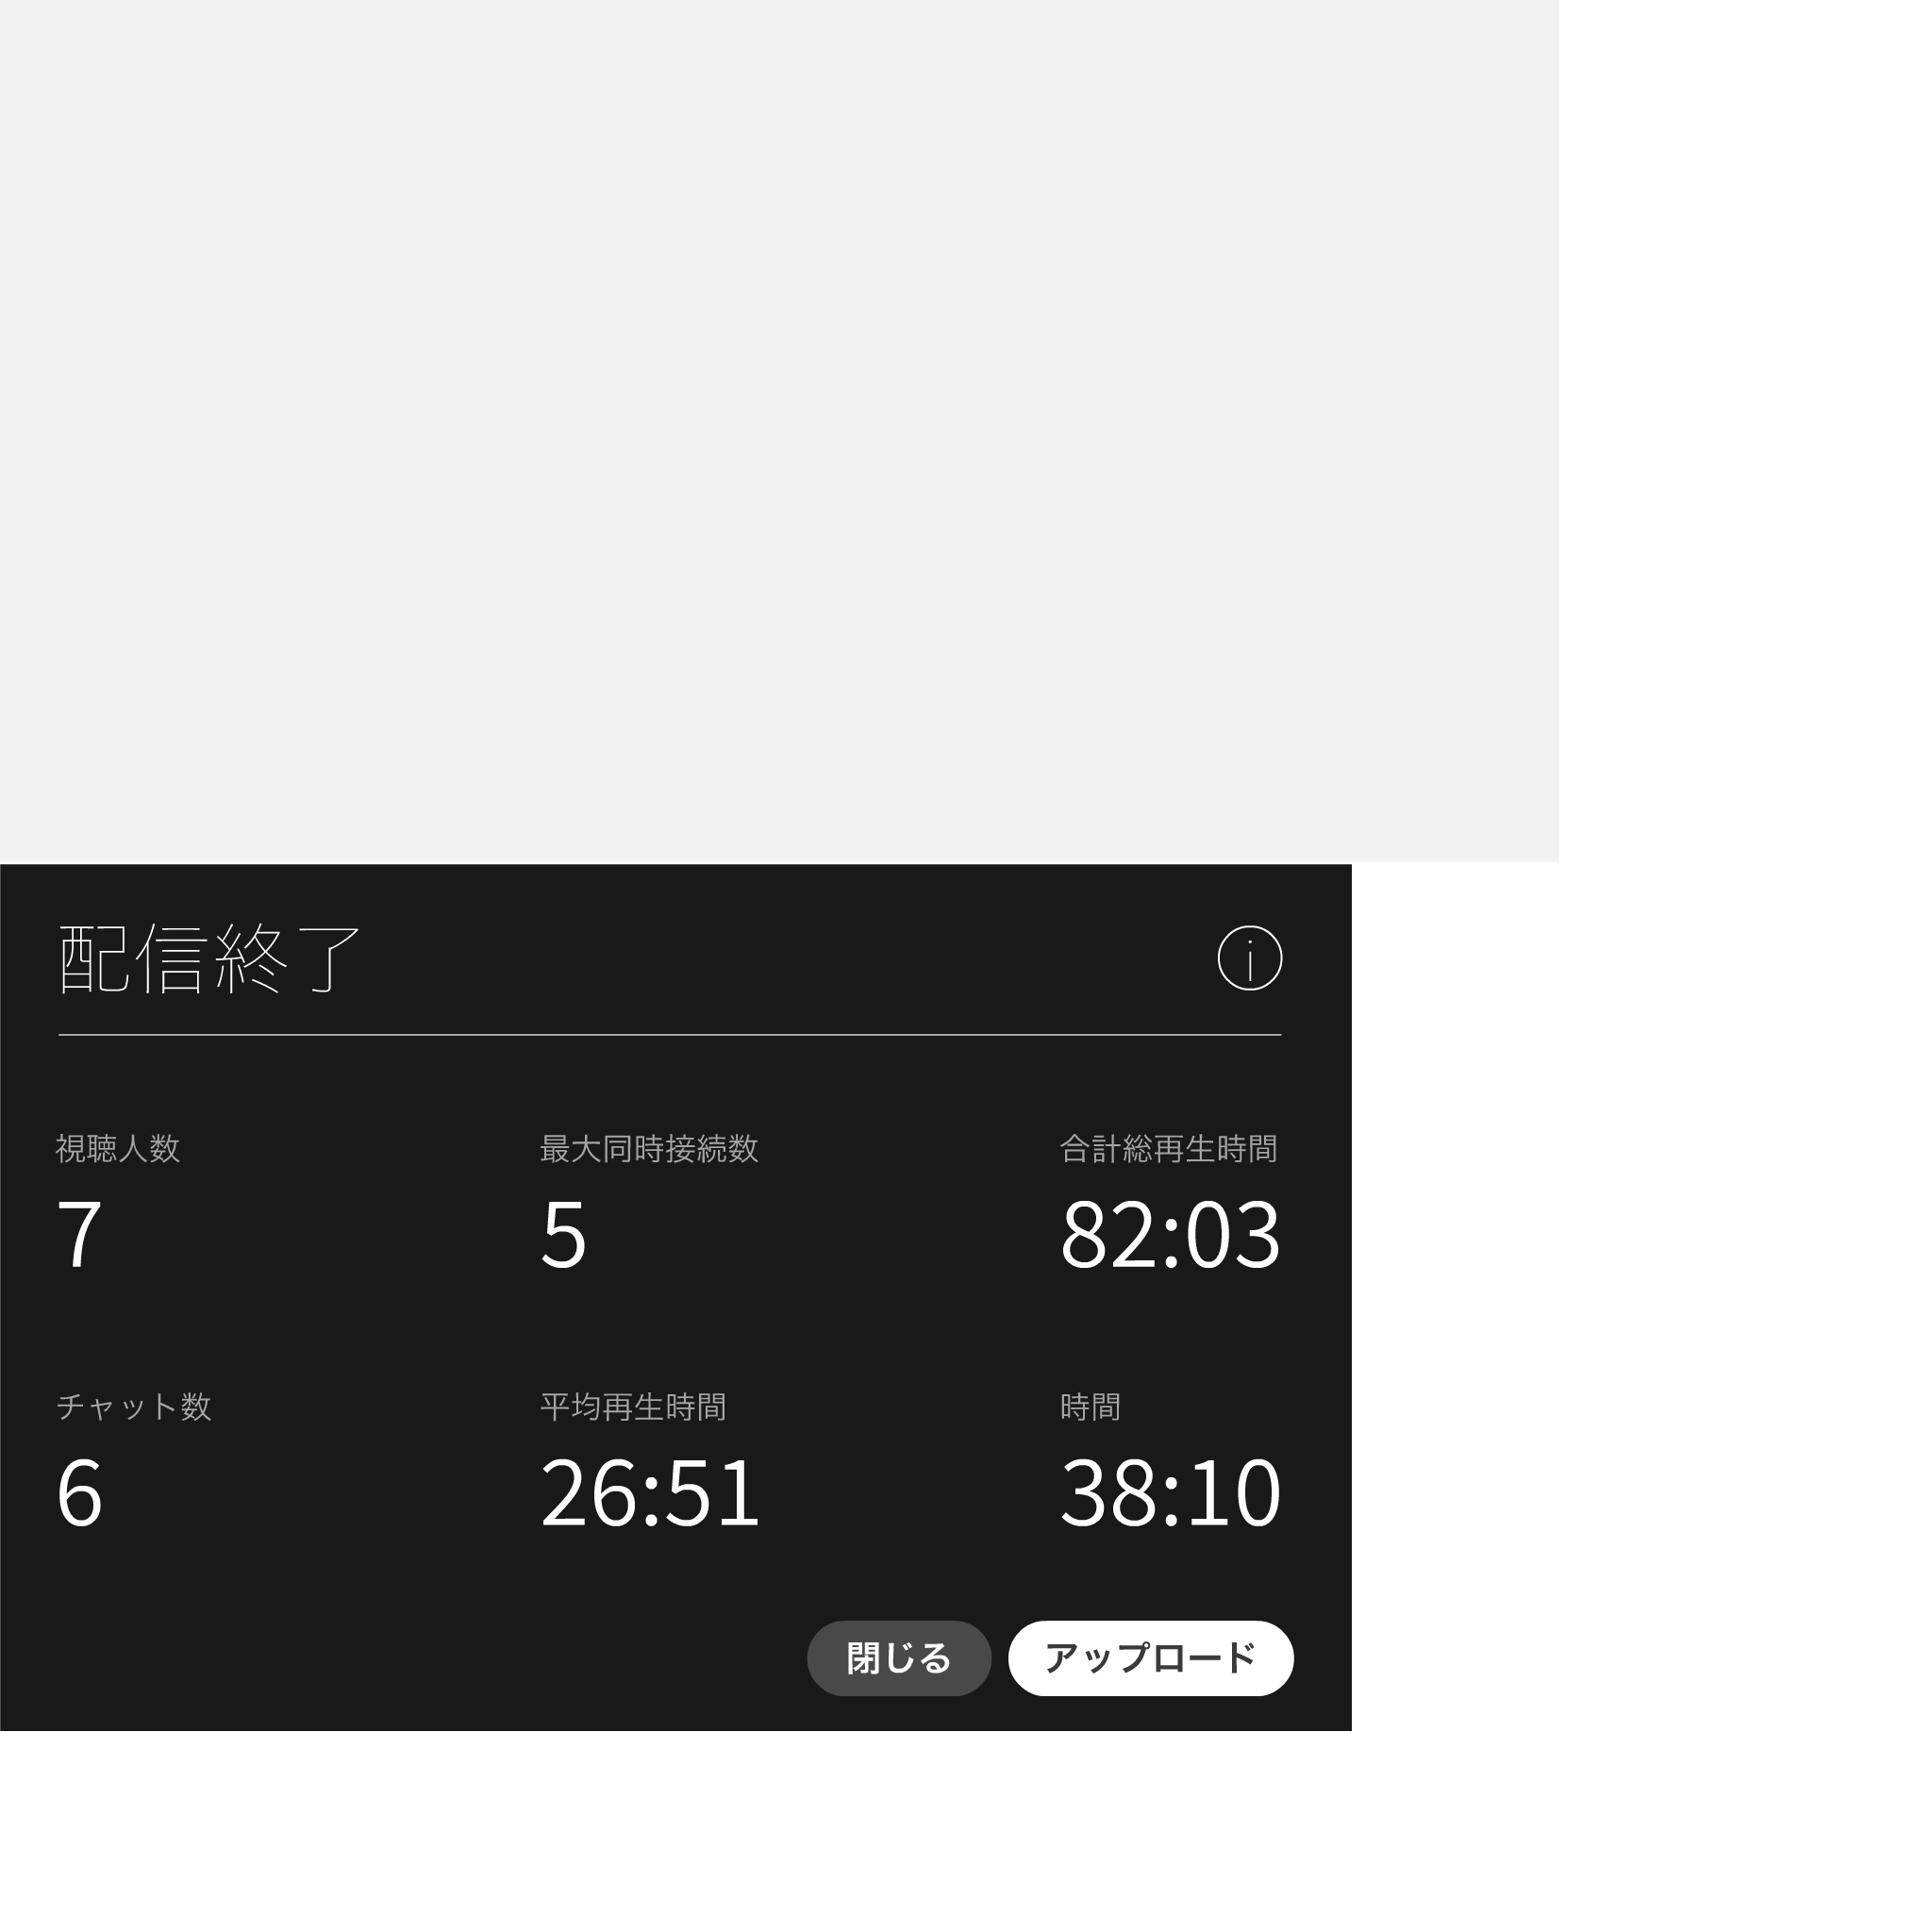 配信終了
視聴人数 最大同時接続数 合計総再生時間
7 5 82:03
チャット数 平均再生時間 時間
6 26:51 38:10
閉じる アップロード